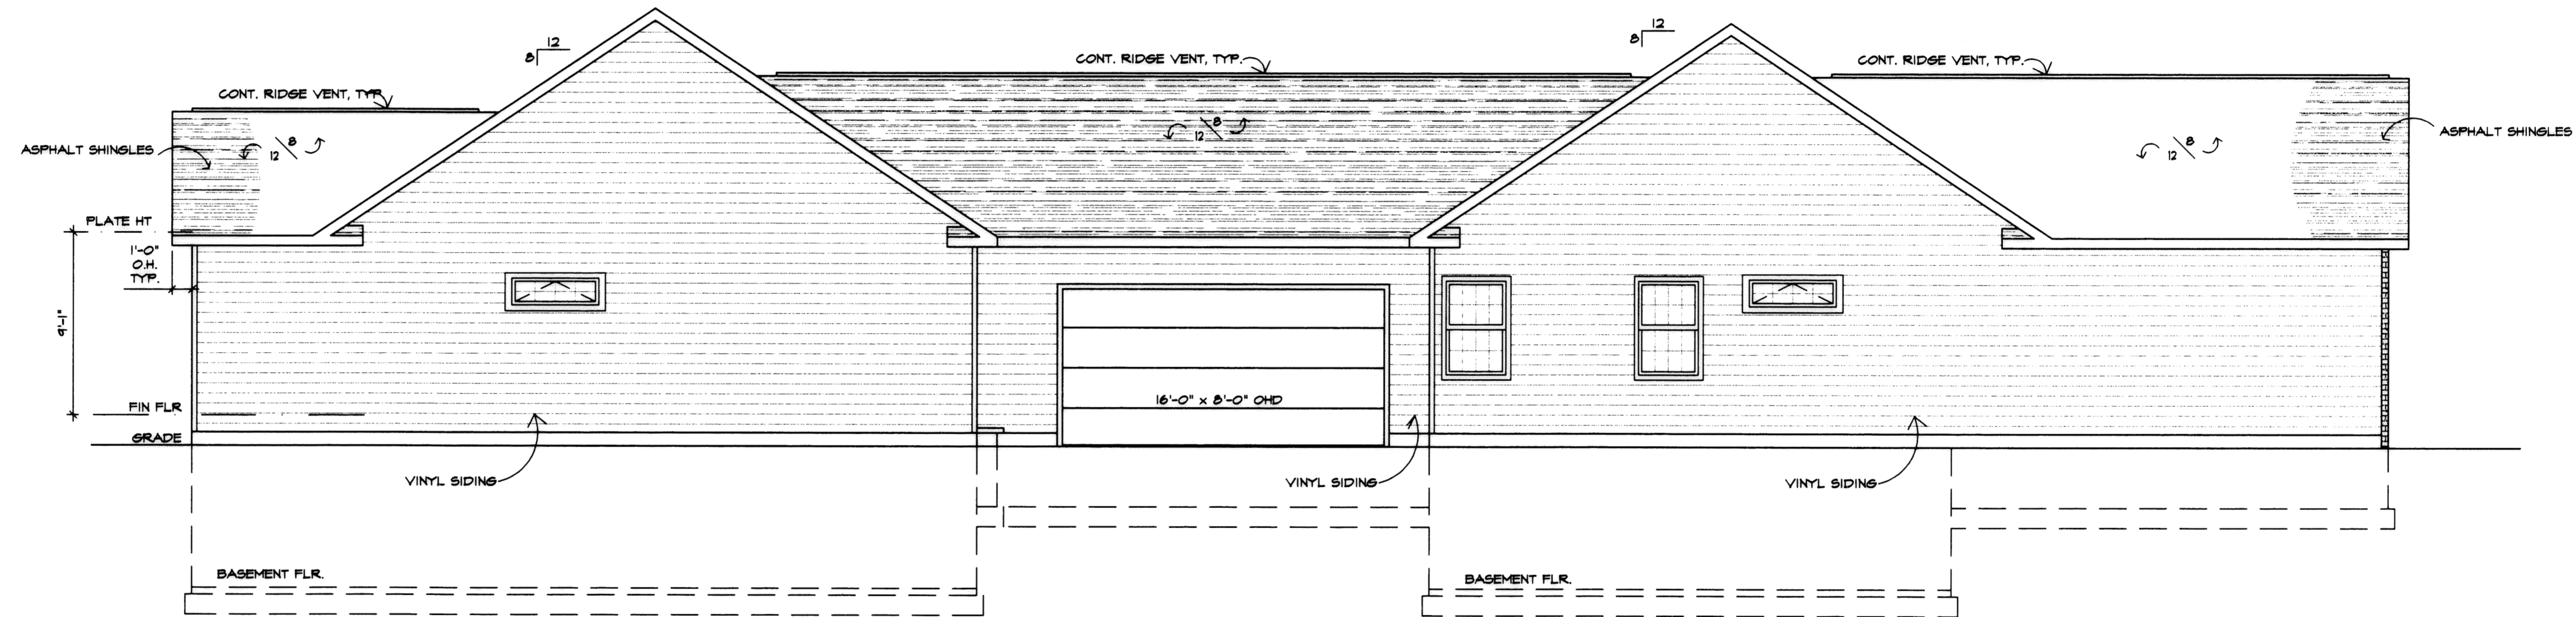 12
8
12
8
CONT. RIDGE VENT, TYP.
CONT. RIDGE VENT, TYP.
CONT. RIDGE VENT, TYP.
ASPHALT SHINGLES
8
12
8
12
8
12
ASPHALT SHINGLES
PLATE HT
1'-0"
O.H.
TYP.
9'-1"
16'-0" x 8'-0" OHD
FIN FLR
GRADE
VINYL SIDING
VINYL SIDING
VINYL SIDING
BASEMENT FLR.
BASEMENT FLR.